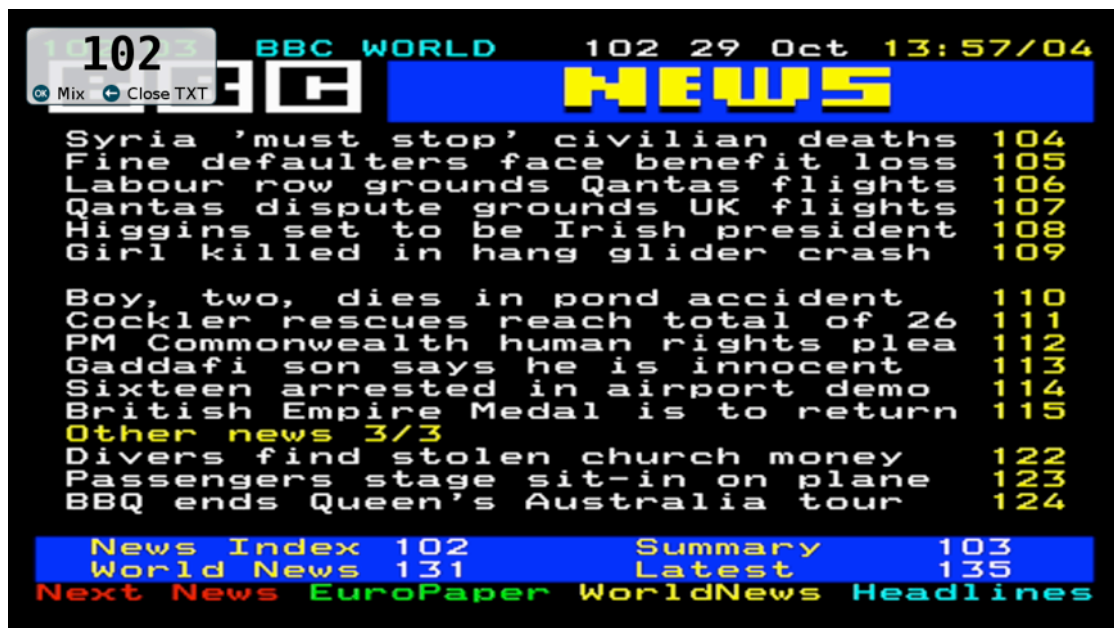 102
OK Mix ← Close TXT
BBC WORLD 102 29 Oct 13:57/04
BBC NEWS
Syria 'must stop' civilian deaths 104
Fine defaulters face benefit loss 105
Labour row grounds Qantas flights 106
Qantas dispute grounds UK flights 107
Higgins set to be Irish president 108
Girl killed in hang glider crash 109
Boy, two, dies in pond accident 110
Cockler rescues reach total of 26 111
PM Commonwealth human rights plea 112
Gaddafi son says he is innocent 113
Sixteen arrested in airport demo 114
British Empire Medal is to return 115
Other news 3/3
Divers find stolen church money 122
Passengers stage sit-in on plane 123
BBQ ends Queen's Australia tour 124
News Index 102 Summary 103
World News 131 Latest 135
Next News EuroPaper WorldNews Headlines